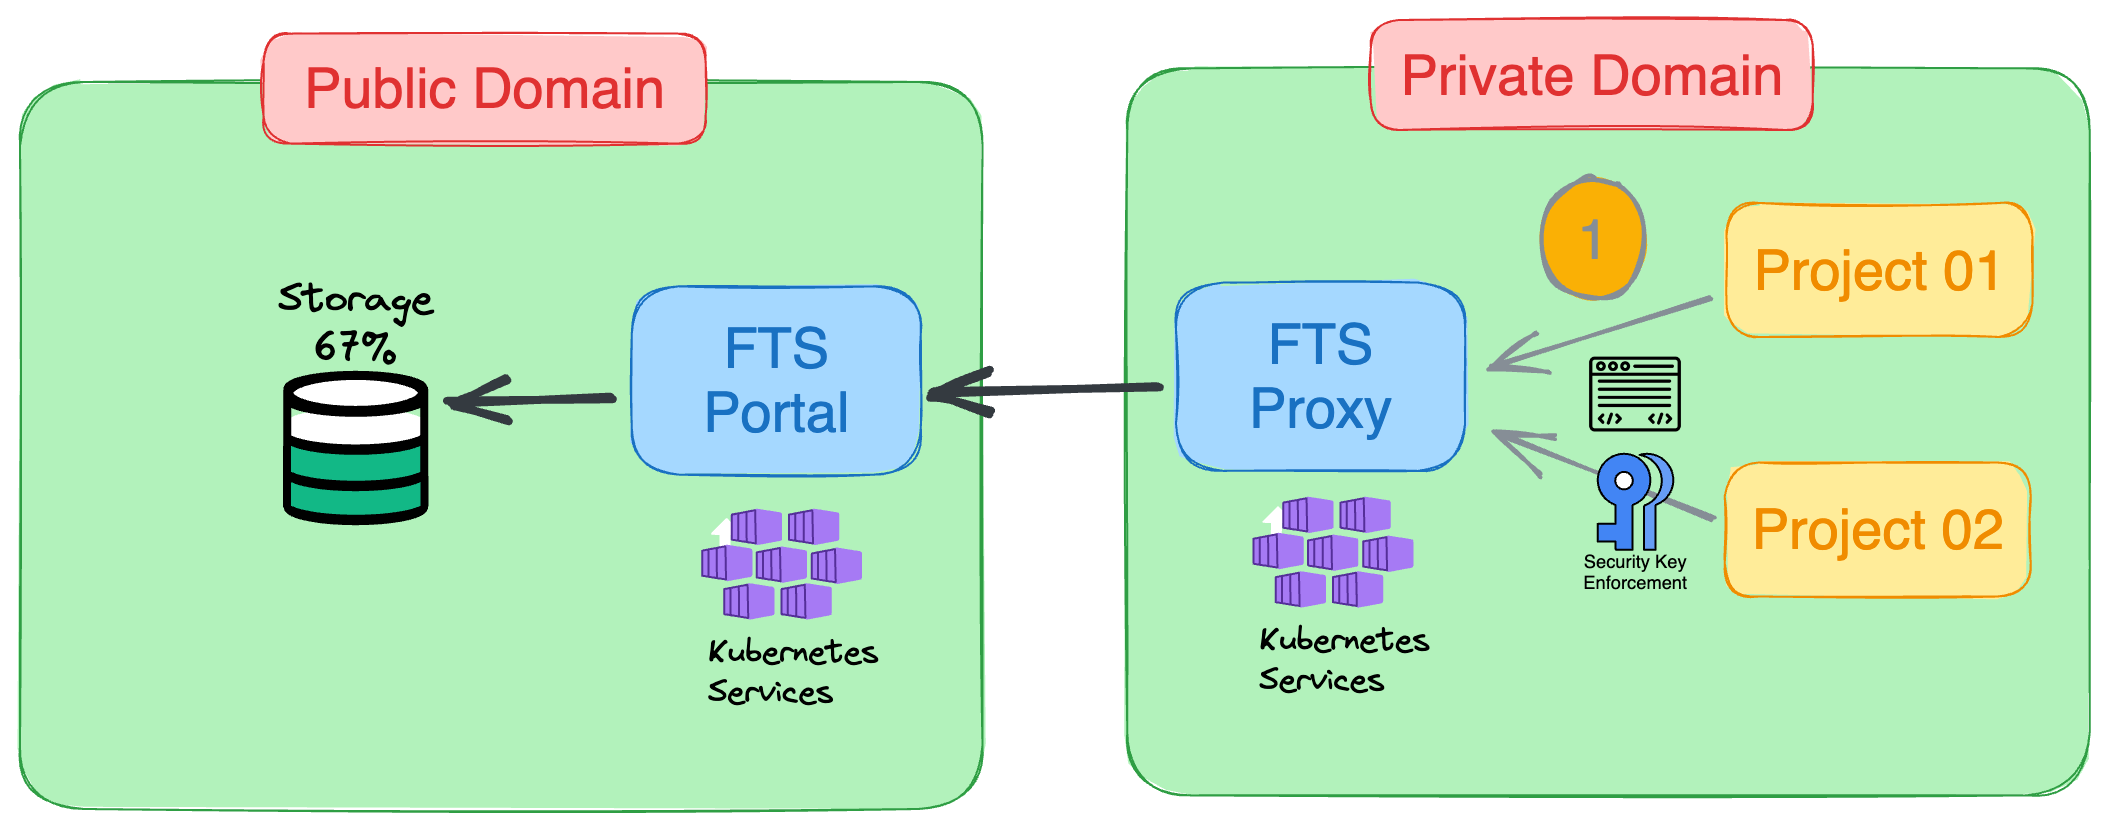 Public Domain
Private Domain
1
Project 01
Storage
67%
FTS
Portal
FTS
Proxy
</>
</>
Project 02
Security Key
Enforcement
Kubernetes
Services
Kubernetes
Services